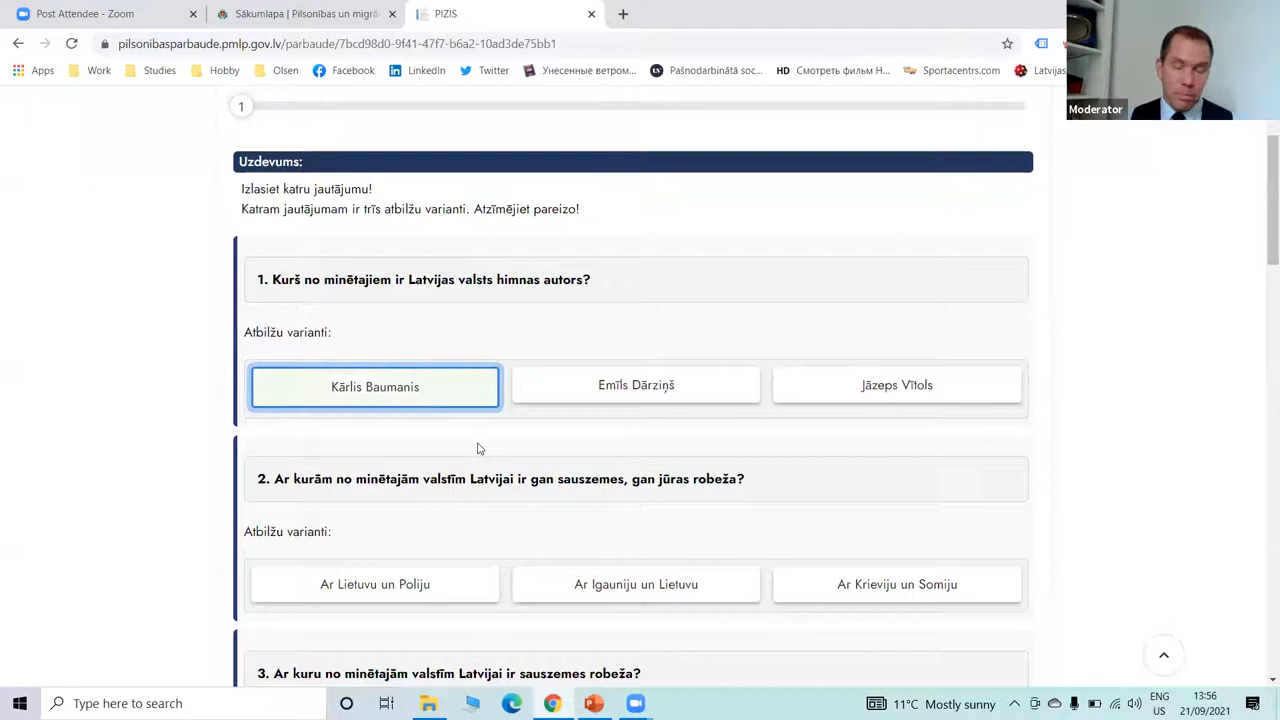 Post Attendee - Zoom
Sākumlapa | Pilsonības un mig
PIZIS
pilsonibasparbaude.pmlp.gov.lv/parbaude/7bcdc
-9f41-47f7-b6a2-10ad3de75bb1
Apps
Work
Studies
Hobby
Olsen
Facebook
LinkedIn
Twitter
Унесенные ветром...
Pašnodarbinātā soc...
HD Смотреть фильм Н...
Sportacentrs.com
Latvijas
Moderator
1
Uzdevums:
Izlasiet katru jautājumu!
Katram jautājumam ir trīs atbilžu varianti. Atzīmējiet pareizo!
1. Kurš no minētajiem ir Latvijas valsts himnas autors?
Atbilžu varianti:
Kārlis Baumanis
Emīls Dārziņš
Jāzeps Vītols
2. Ar kurām no minētajām valstīm Latvijai ir gan sauszemes, gan jūras robeža?
Atbilžu varianti:
Ar Lietuvu un Poliju
Ar Igauniju un Lietuvu
Ar Krieviju un Somiju
3. Ar kuru no minētajām valstīm Latvijai ir sauszemes robeža?
Type here to search
11°C Mostly sunny
ENG
US
13:56
21/09/2021